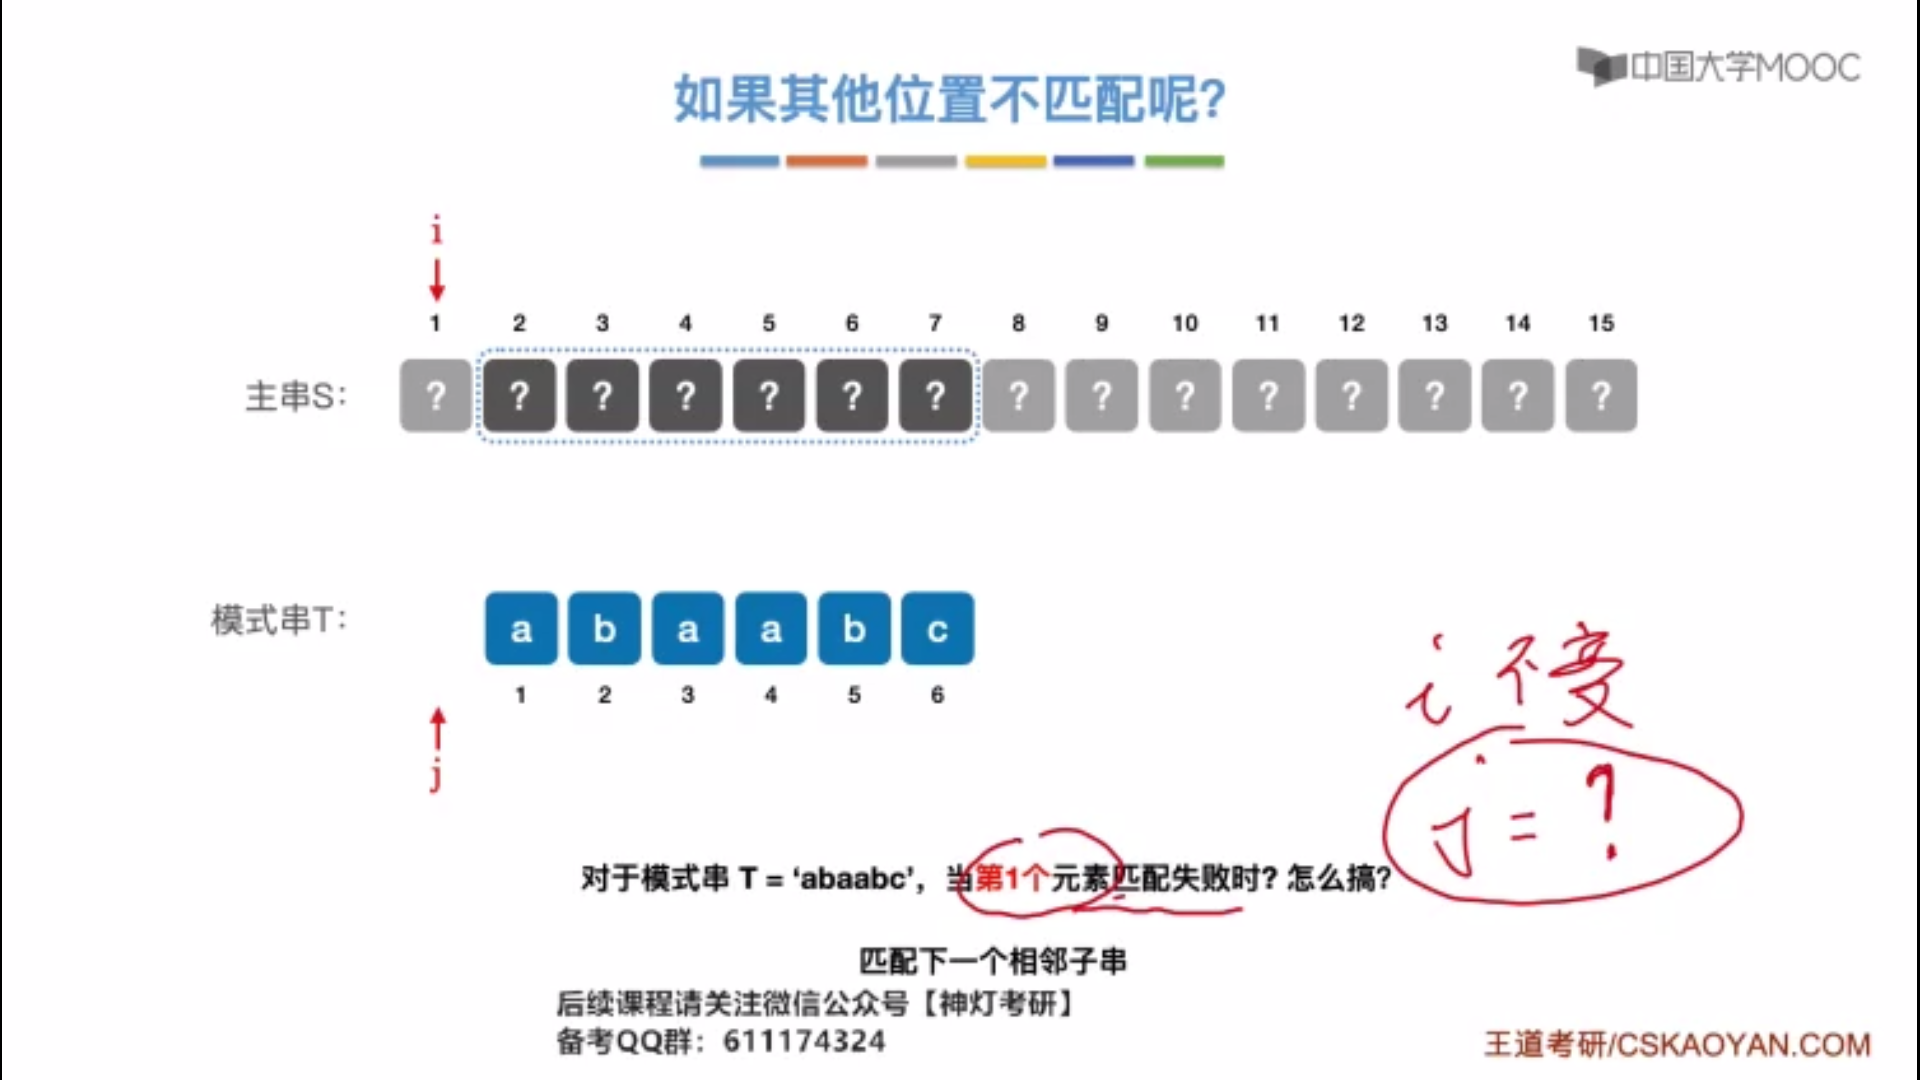 中国大学MOOC
如果其他位置不匹配呢?
i
1 2 3 4 5 6 7 8 9 10 11 12 13 14 15
主串S: ? ? ? ? ? ? ? ? ? ? ? ? ? ? ?
模式串T: a b a a b c
1 2 3 4 5 6
j
i 不变
j = ?
对于模式串 T = ‘abaabc’，当第1个元素匹配失败时? 怎么搞?
匹配下一个相邻子串
后续课程请关注微信公众号【神灯考研】
备考QQ群：611174324
王道考研/CSKAOYAN.COM